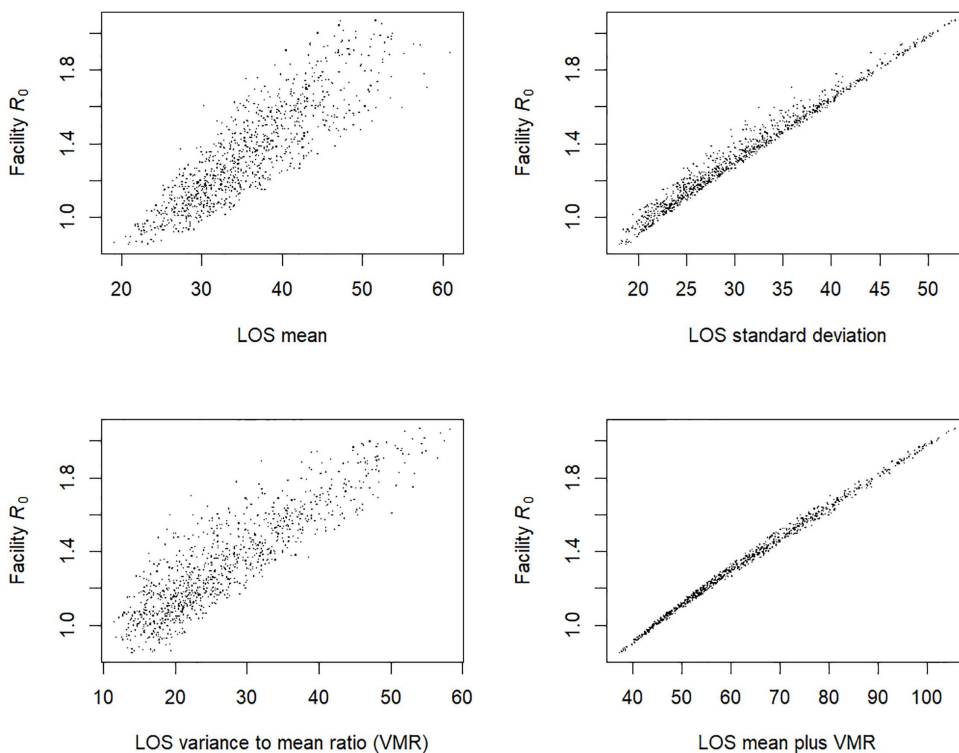 Facility R₀
1.8
1.4
1.0
20 30 40 50 60
LOS mean
Facility R₀
1.8
1.4
1.0
20 25 30 35 40 45 50
LOS standard deviation
Facility R₀
1.8
1.4
1.0
10 20 30 40 50 60
LOS variance to mean ratio (VMR)
Facility R₀
1.8
1.4
1.0
40 50 60 70 80 90 100
LOS mean plus VMR